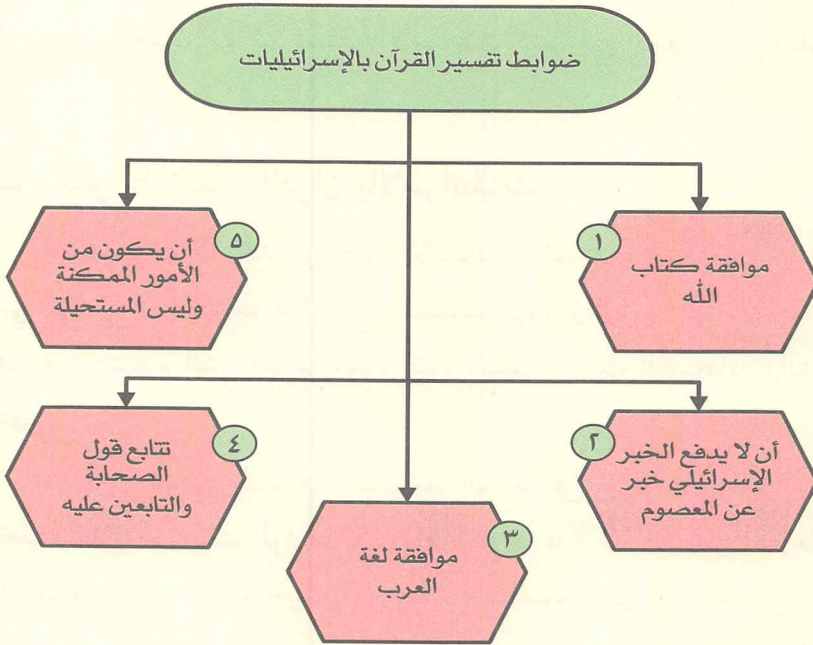 ضوابط تفسير القرآن بالإسرائيليات
١
موافقة كتاب
الله
٢
أن لا يدفع الخبر
الإسرائيلي خبر
عن المعصوم
٣
موافقة لغة
العرب
٤
تتابع قول
الصحابة
والتابعين عليه
٥
أن يكون من
الأمور الممكنة
وليس المستحيلة